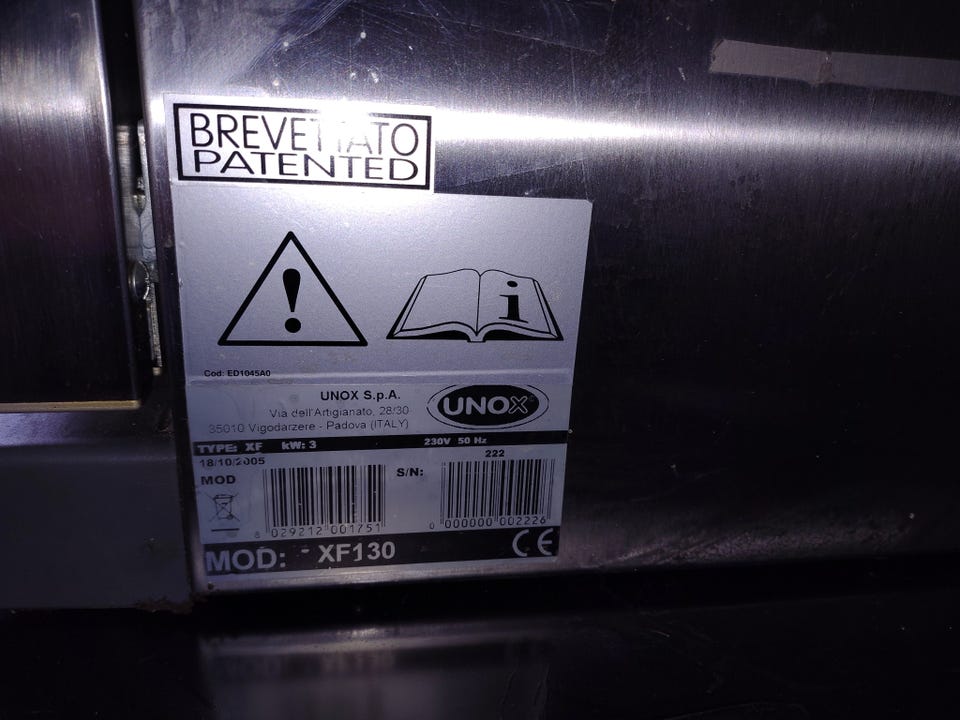 BREVETTATO
PATENTED
i
Cod: ED1045A0
UNOX S.p.A.
Via dell'Artigianato, 28/30
35010 Vigodarzere - Padova (ITALY)
UNOX
TYPE: XF kW: 3 230V 50 Hz
18/10/2005 222
MOD S/N:
8 029212 001751 0 000000 002226
MOD: XF130 CE